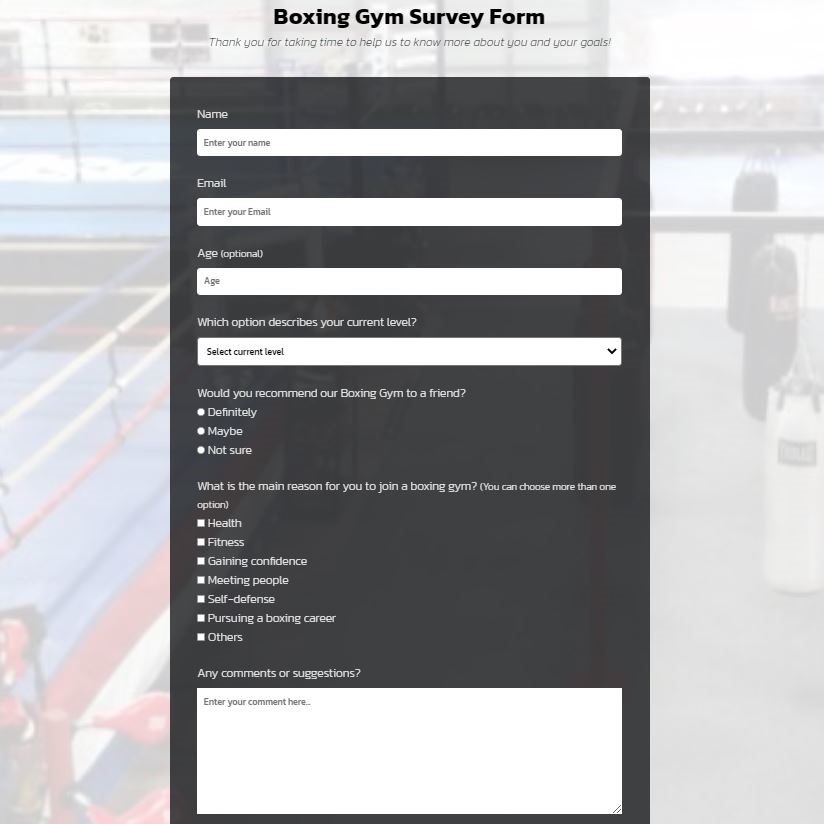 Boxing Gym Survey Form
Thank you for taking time to help us to know more about you and your goals!
Name
Enter your name
Email
Enter your Email
Age (optional)
Age
Which option describes your current level?
Select current level
Would you recommend our Boxing Gym to a friend?
Definitely
Maybe
Not sure
What is the main reason for you to join a boxing gym? (You can choose more than one
option)
Health
Fitness
Gaining confidence
Meeting people
Self-defense
Pursuing a boxing career
Others
Any comments or suggestions?
Enter your comment here..